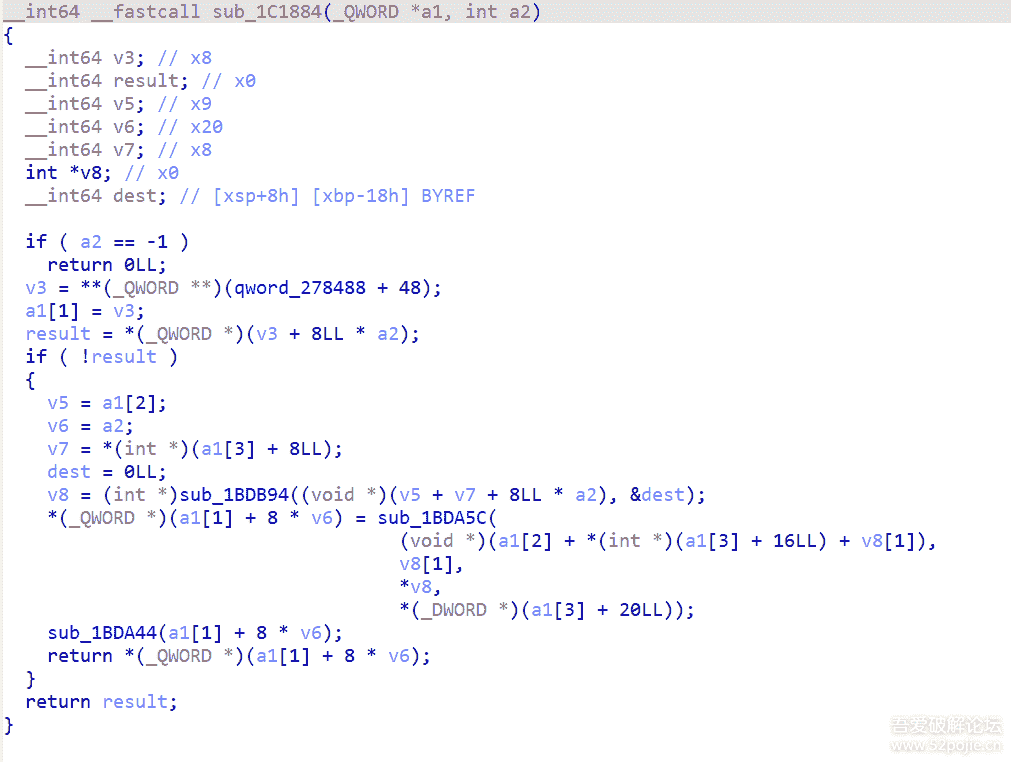 __int64 __fastcall sub_1C1884(_QWORD *a1, int a2)
{
  __int64 v3; // x8
  __int64 result; // x0
  __int64 v5; // x9
  __int64 v6; // x20
  __int64 v7; // x8
  int *v8; // x0
  __int64 dest; // [xsp+8h] [xbp-18h] BYREF

  if ( a2 == -1 )
    return 0LL;
  v3 = **(_QWORD **)(qword_278488 + 48);
  a1[1] = v3;
  result = *(_QWORD *)(v3 + 8LL * a2);
  if ( !result )
  {
    v5 = a1[2];
    v6 = a2;
    v7 = *(int *)(a1[3] + 8LL);
    dest = 0LL;
    v8 = (int *)sub_1BDB94((void *)(v5 + v7 + 8LL * a2), &dest);
    *(_QWORD *)(a1[1] + 8 * v6) = sub_1BDA5C(
                                    (void *)(a1[2] + *(int *)(a1[3] + 16LL) + v8[1]),
                                    v8[1],
                                    *v8,
                                    *(_DWORD *)(a1[3] + 20LL));
    sub_1BDA44(a1[1] + 8 * v6);
    return *(_QWORD *)(a1[1] + 8 * v6);
  }
  return result;
}
吾爱破解论坛
www.52pojie.cn